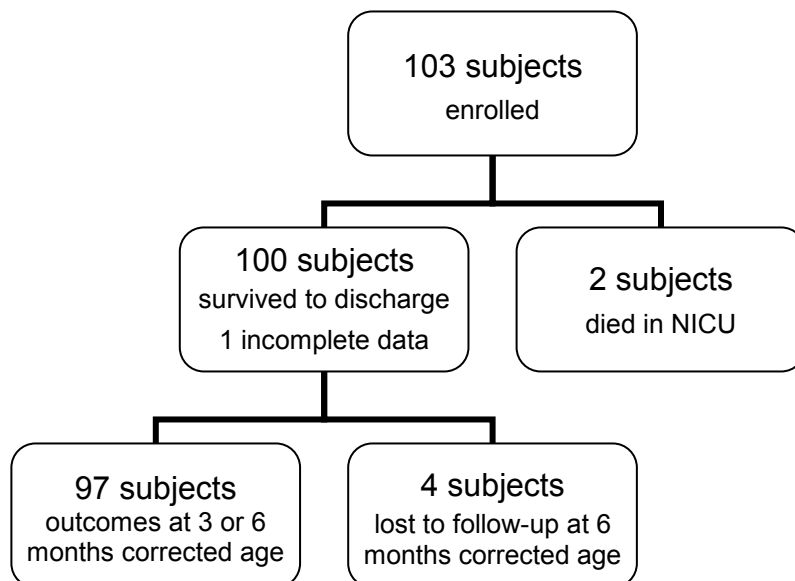 103 subjects
enrolled
100 subjects
survived to discharge
1 incomplete data
2 subjects
died in NICU
97 subjects
outcomes at 3 or 6
months corrected age
4 subjects
lost to follow-up at 6
months corrected age